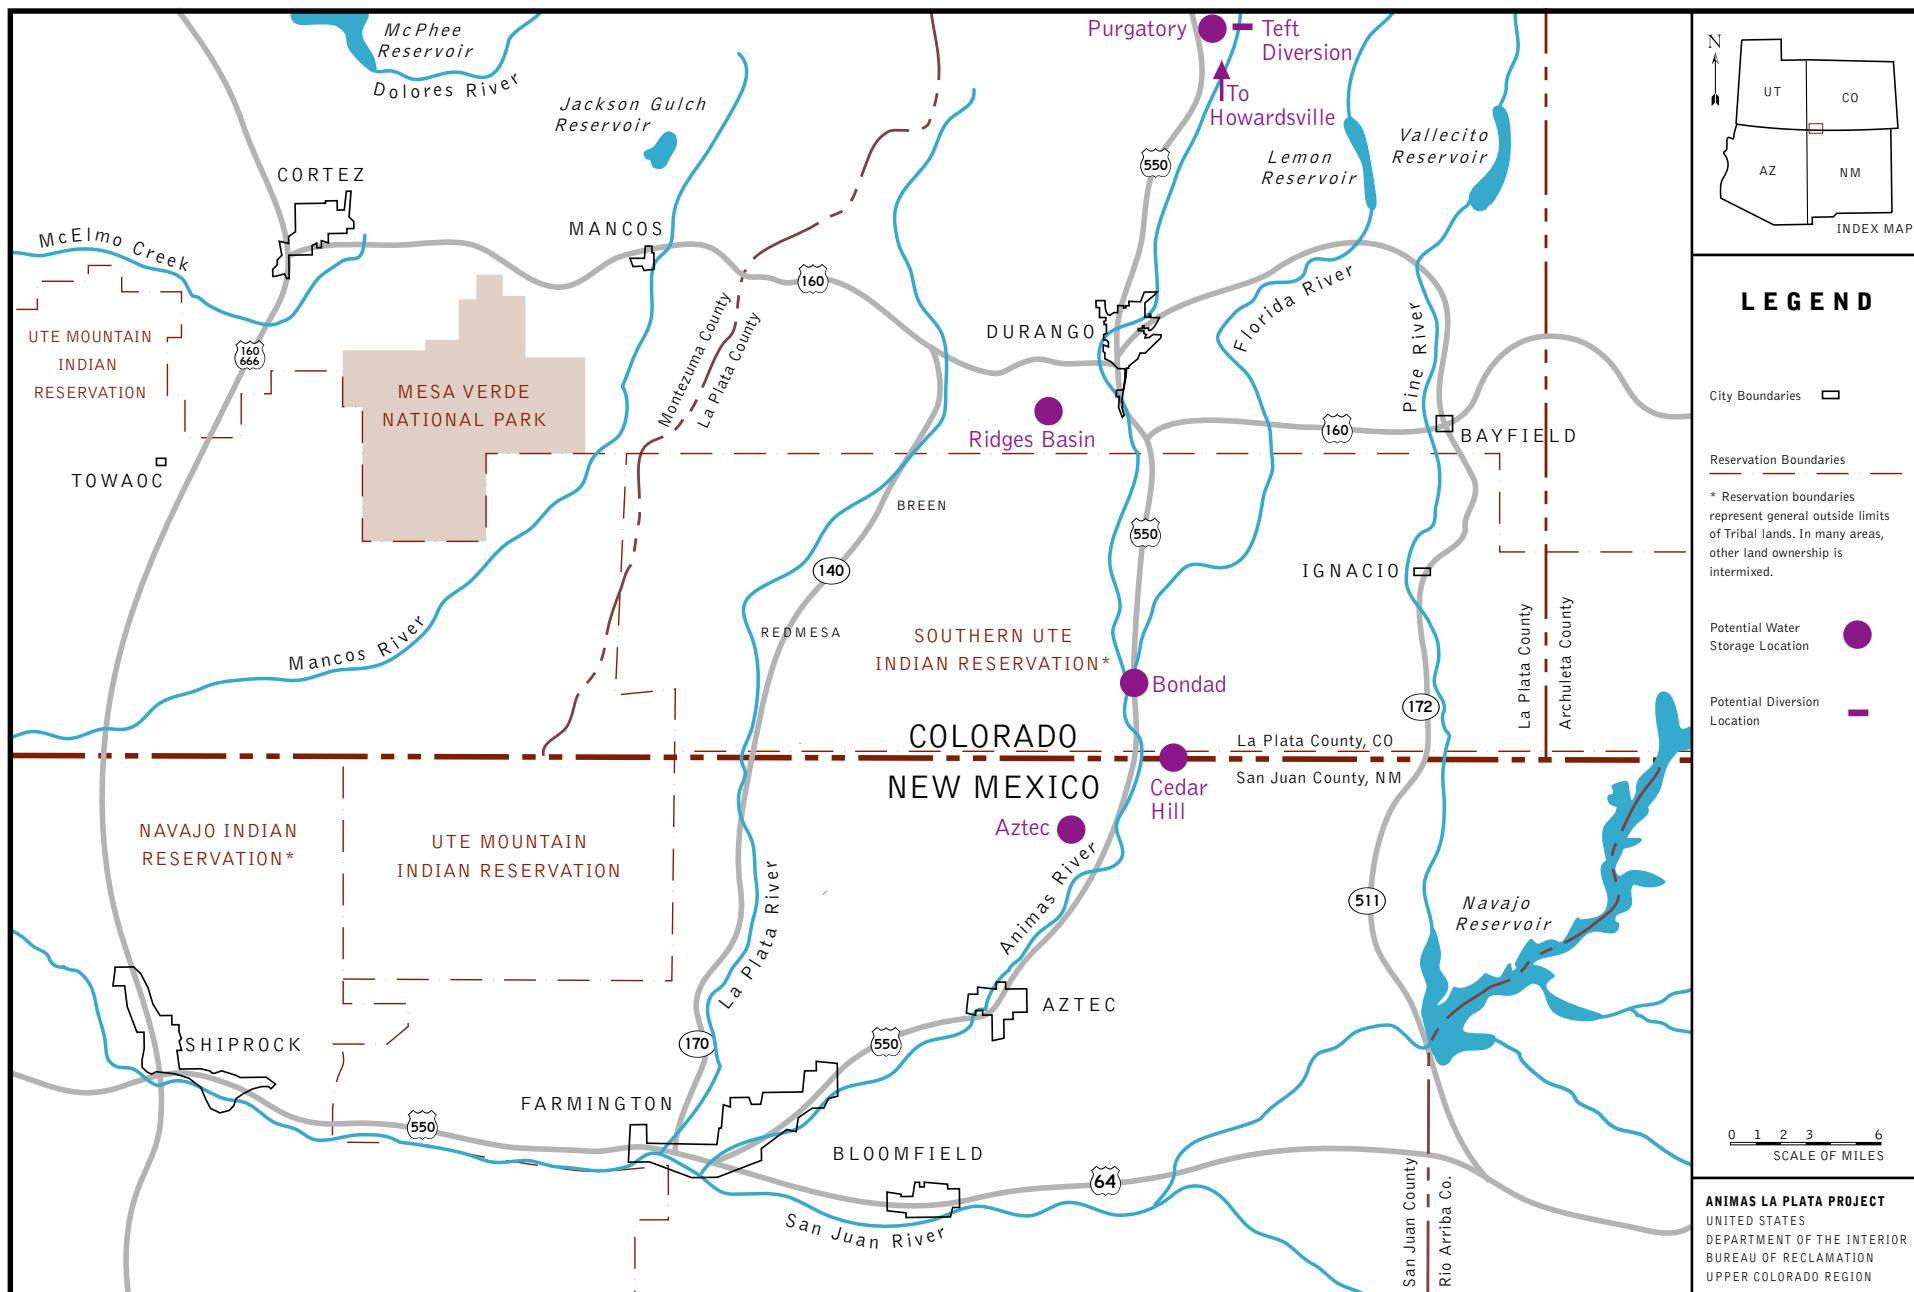 McPhee
Reservoir
Dolores River
Jackson Gulch
Reservoir
Purgatory
Teft
Diversion
To
Howardsville
550
Lemon
Reservoir
Vallecito
Reservoir
CORTEZ
McElmo Creek
MANCOS
160
UTE MOUNTAIN
INDIAN
RESERVATION
160
666
MESA VERDE
NATIONAL PARK
TOWAOC
Montezuma County
La Plata County
DURANGO
Florida River
Pine River
Ridges Basin
160
BAYFIELD
BREEN
550
140
IGNACIO
REDMESA
Mancos River
SOUTHERN UTE
INDIAN RESERVATION*
Bondad
172
La Plata County
Archuleta County
COLORADO
La Plata County, CO
NEW MEXICO
San Juan County, NM
Cedar
Hill
Aztec
NAVAJO INDIAN
RESERVATION*
UTE MOUNTAIN
INDIAN RESERVATION
La Plata River
Animas River
511
Navajo
Reservoir
AZTEC
SHIPROCK
170
550
FARMINGTON
550
BLOOMFIELD
64
San Juan River
San Juan County
Rio Arriba Co.
N
UT
CO
AZ
NM
INDEX MAP
LEGEND
City Boundaries
Reservation Boundaries
* Reservation boundaries
represent general outside limits
of Tribal lands. In many areas,
other land ownership is
intermixed.
Potential Water
Storage Location
Potential Diversion
Location
0 1 2 3 6
SCALE OF MILES
ANIMAS LA PLATA PROJECT
UNITED STATES
DEPARTMENT OF THE INTERIOR
BUREAU OF RECLAMATION
UPPER COLORADO REGION